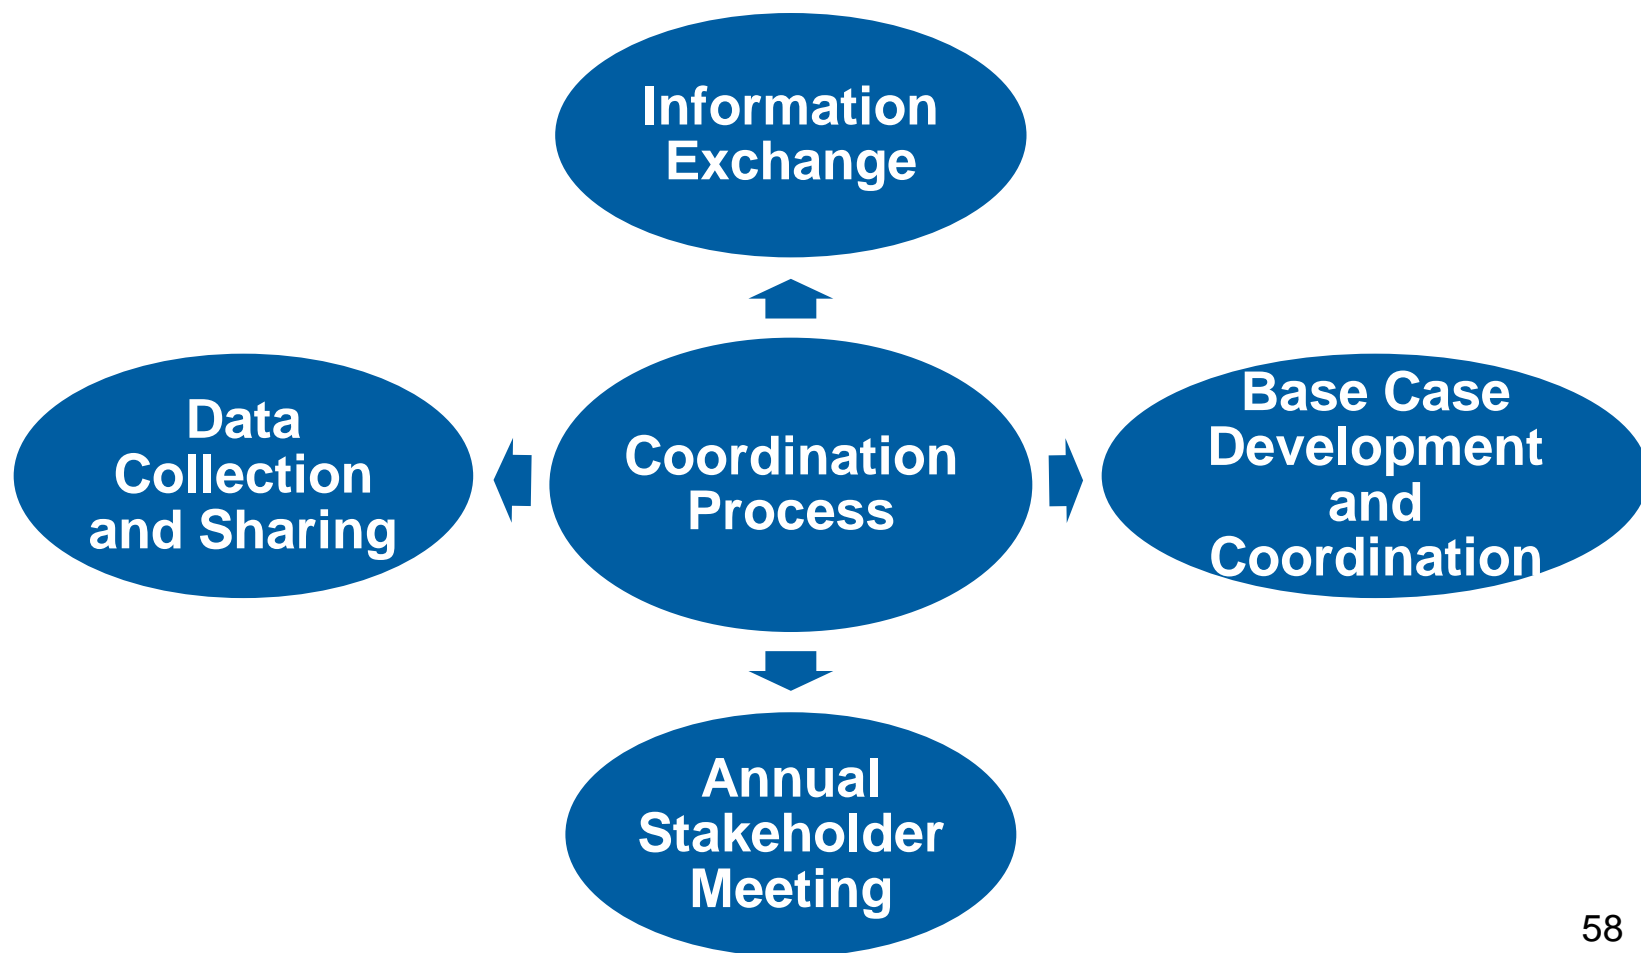 Information
Exchange
Data
Collection
and Sharing
Coordination
Process
Base Case
Development
and
Coordination
Annual
Stakeholder
Meeting
58